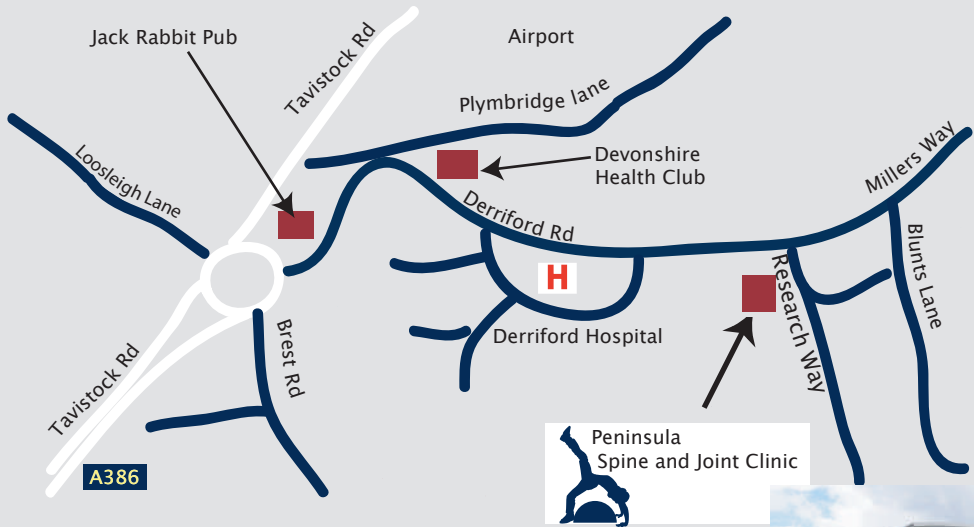 Jack Rabbit Pub
Tavistock Rd
Airport
Plymbridge lane
Loosleigh Lane
Devonshire
Health Club
Millers Way
Derriford Rd
H
Blunts Lane
Research Way
Derriford Hospital
Brest Rd
Tavistock Rd
A386
Peninsula
Spine and Joint Clinic